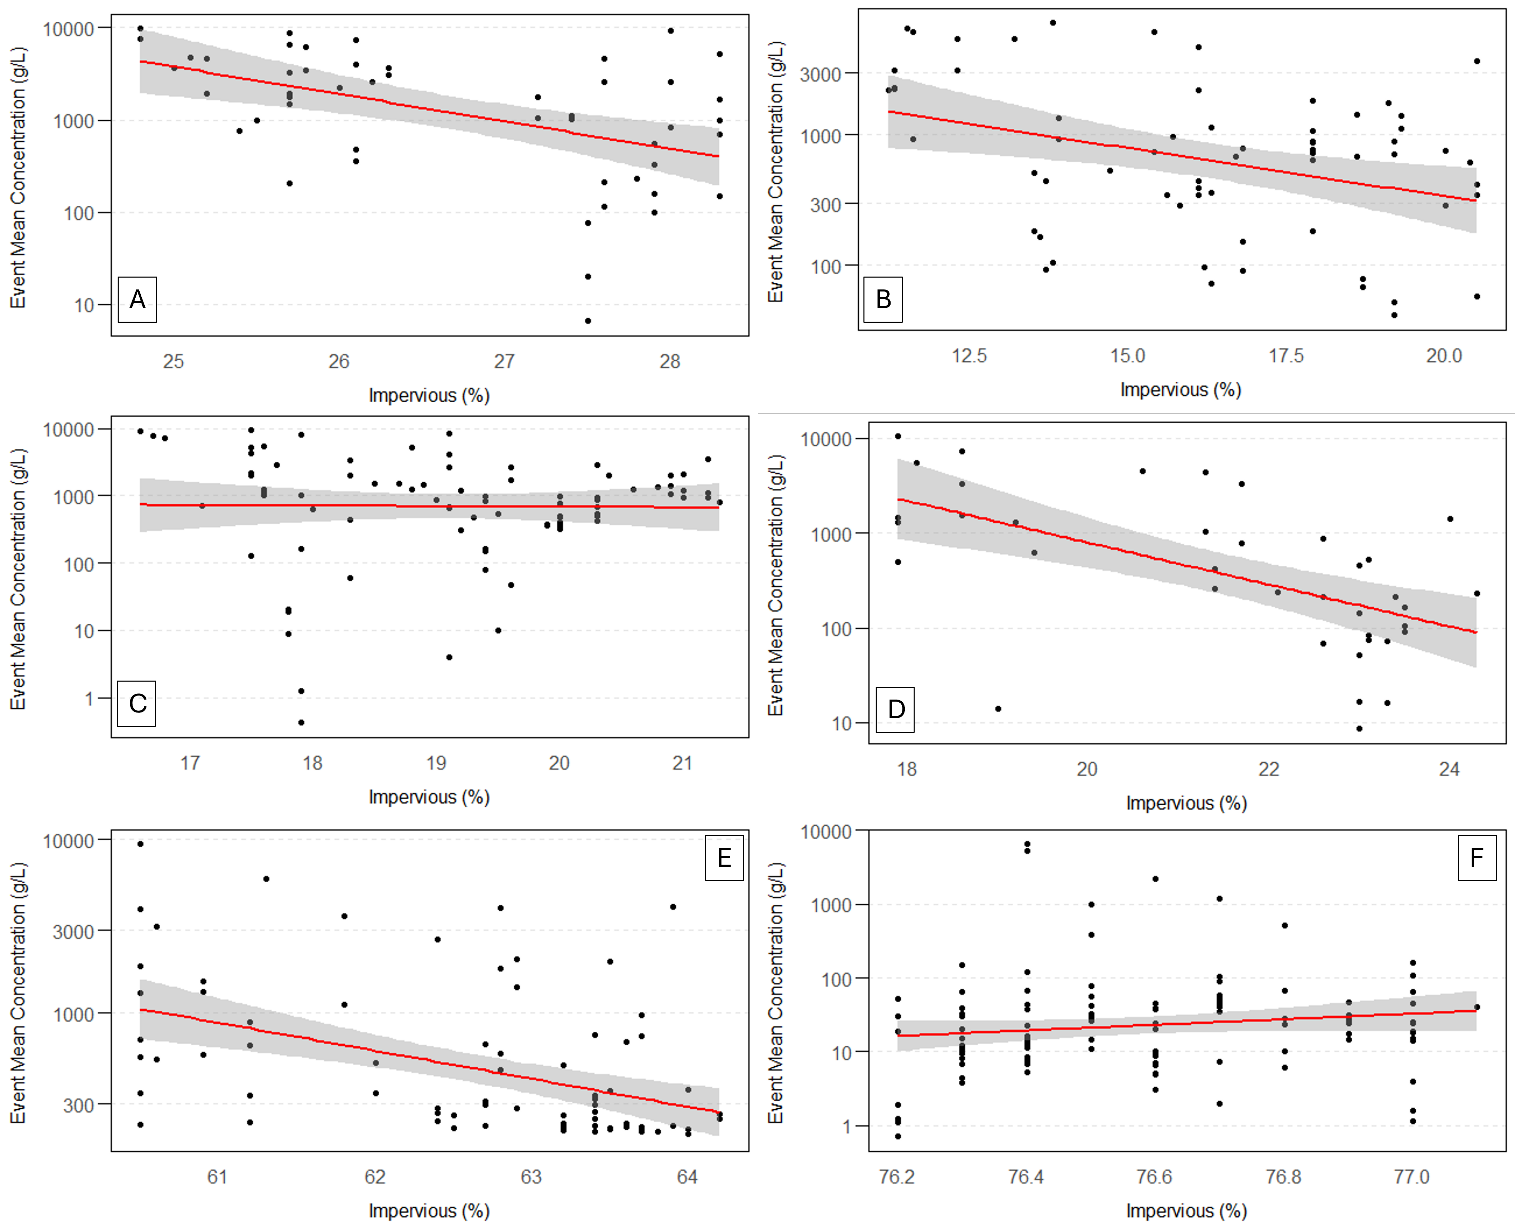 Event Mean Concentration (g/L)
10000
1000
100
10
A
25 26 27 28
Impervious (%)
Event Mean Concentration (g/L)
3000
1000
300
100
B
12.5 15.0 17.5 20.0
Impervious (%)
Event Mean Concentration (g/L)
10000
1000
100
10
1
C
17 18 19 20 21
Impervious (%)
Event Mean Concentration (g/L)
10000
1000
100
10
D
18 20 22 24
Impervious (%)
Event Mean Concentration (g/L)
10000
3000
1000
300
E
61 62 63 64
Impervious (%)
Event Mean Concentration (g/L)
10000
1000
100
10
1
F
76.2 76.4 76.6 76.8 77.0
Impervious (%)